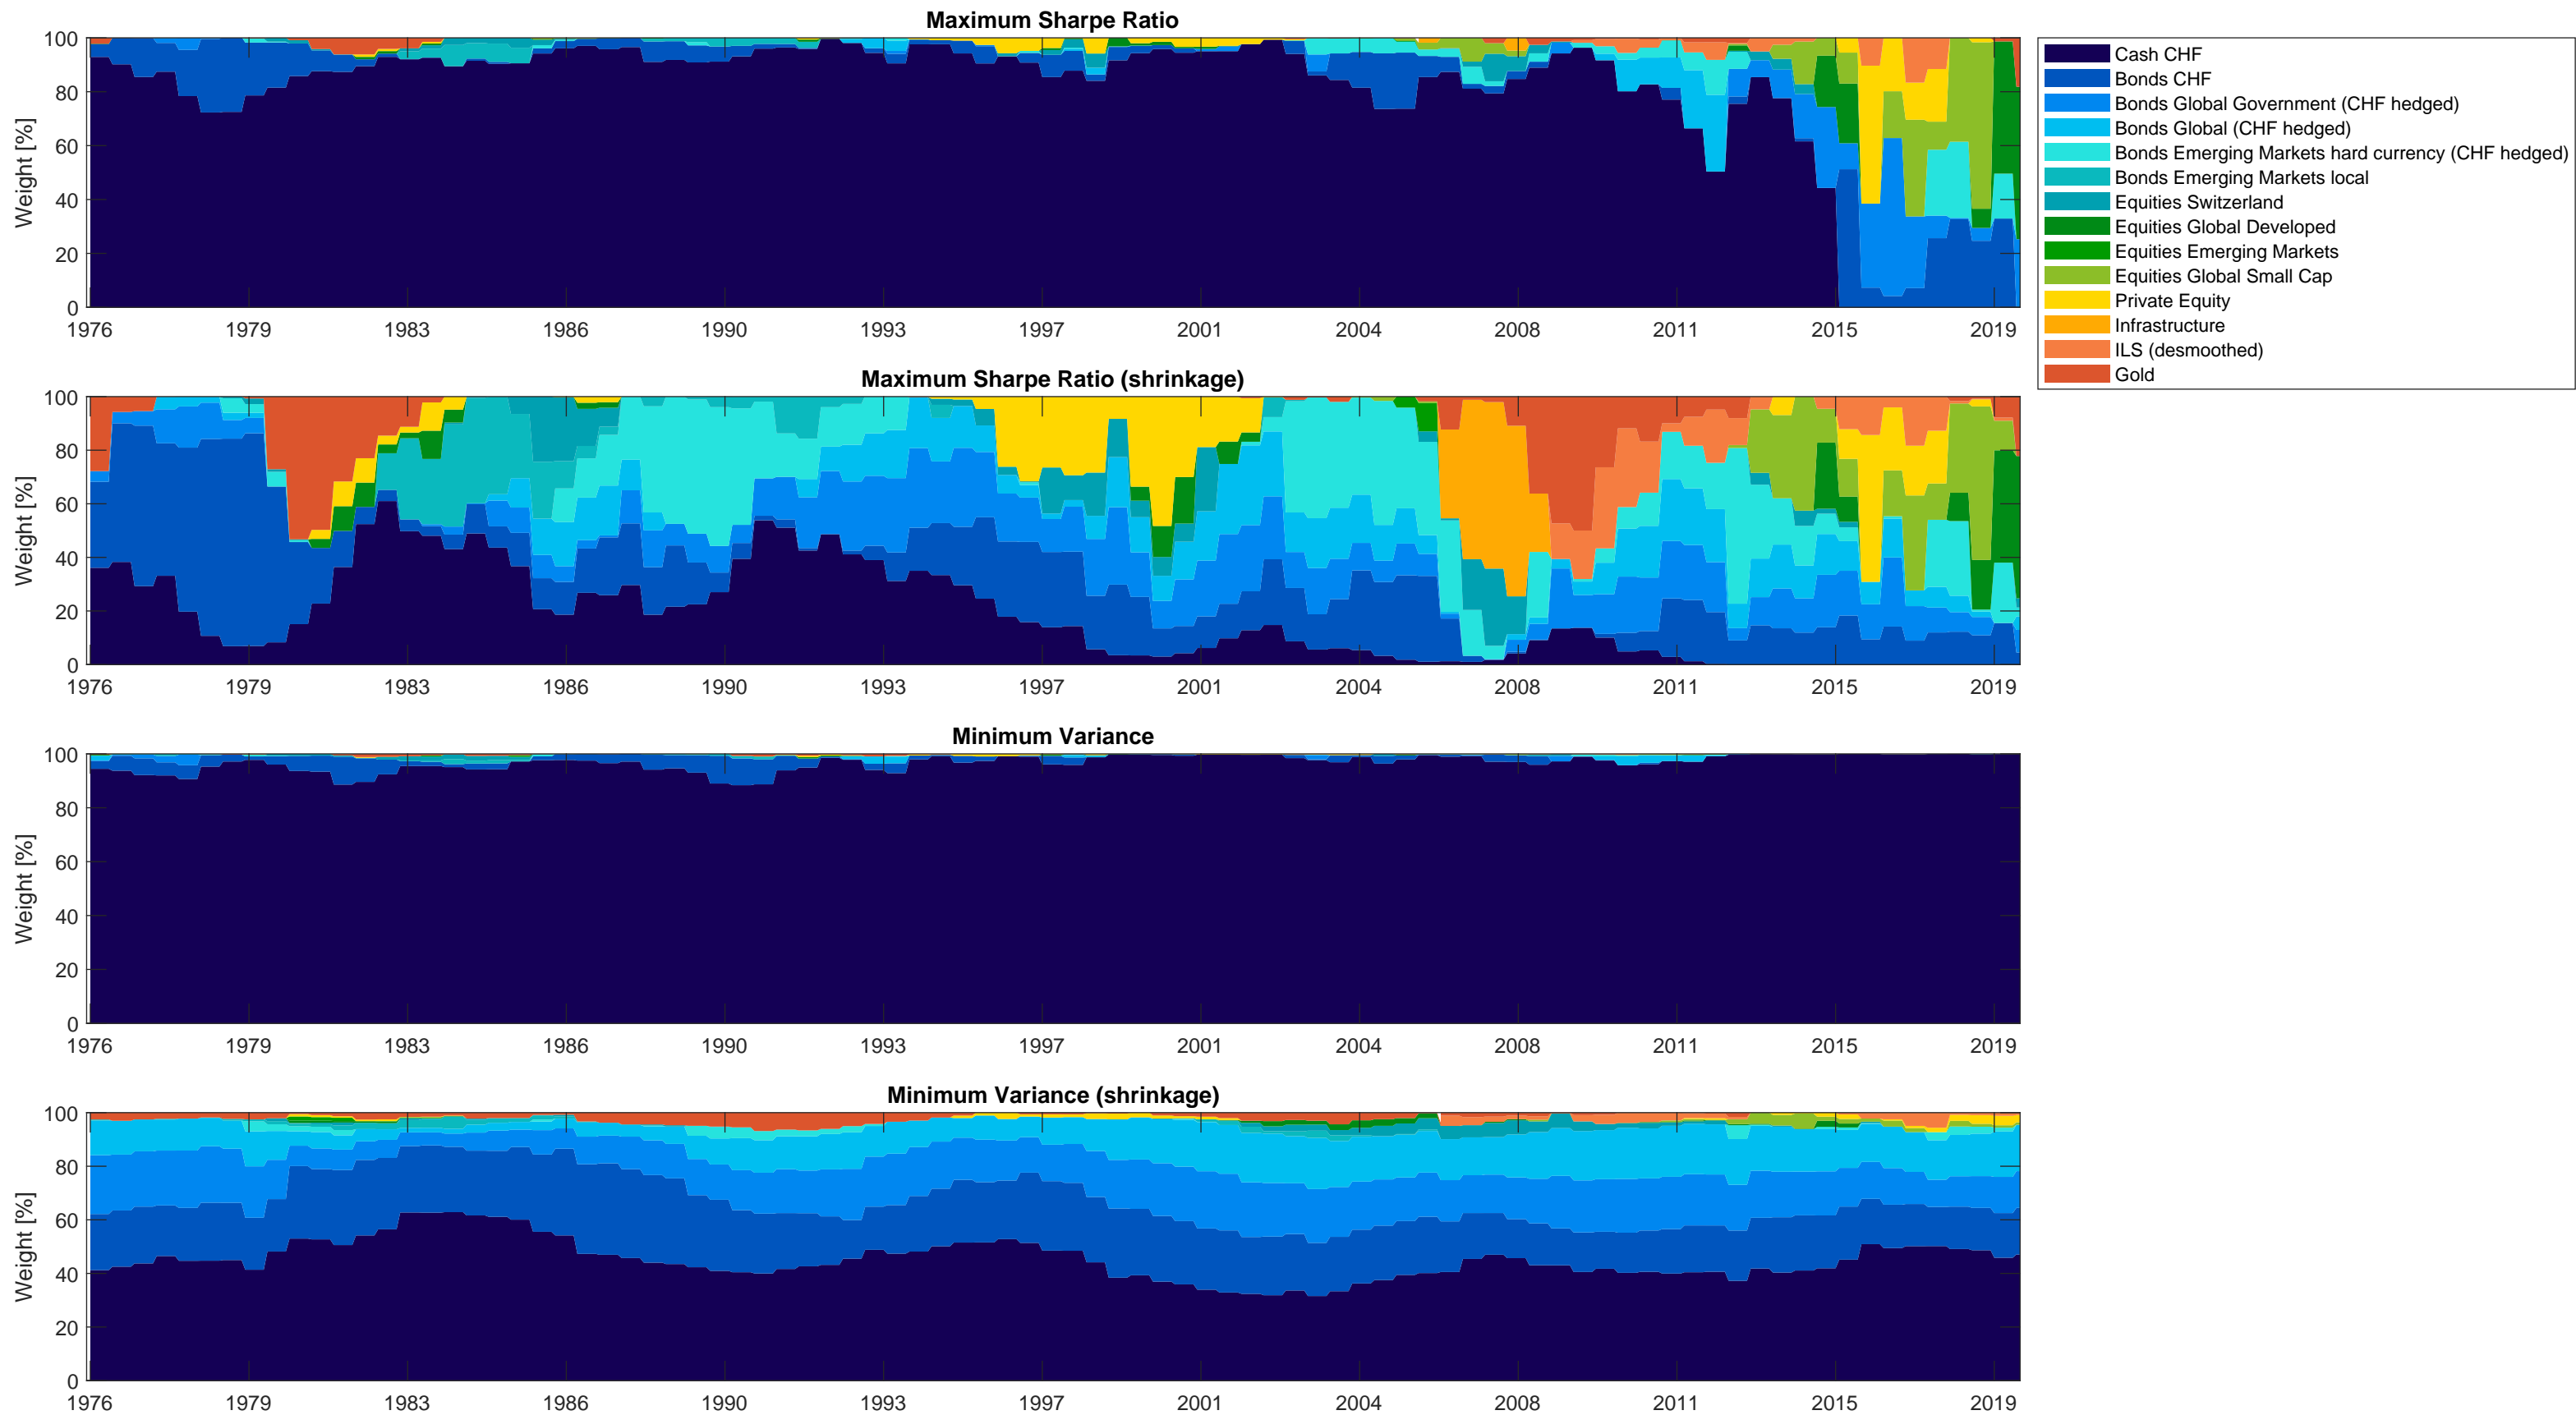 Maximum Sharpe Ratio
100
80
60
40
20
0
Weight [%]
1976 1979 1983 1986 1990 1993 1997 2001 2004 2008 2011 2015 2019
Cash CHF
Bonds CHF
Bonds Global Government (CHF hedged)
Bonds Global (CHF hedged)
Bonds Emerging Markets hard currency (CHF hedged)
Bonds Emerging Markets local
Equities Switzerland
Equities Global Developed
Equities Emerging Markets
Equities Global Small Cap
Private Equity
Infrastructure
ILS (desmoothed)
Gold
Maximum Sharpe Ratio (shrinkage)
100
80
60
40
20
0
Weight [%]
1976 1979 1983 1986 1990 1993 1997 2001 2004 2008 2011 2015 2019
Minimum Variance
100
80
60
40
20
0
Weight [%]
1976 1979 1983 1986 1990 1993 1997 2001 2004 2008 2011 2015 2019
Minimum Variance (shrinkage)
100
80
60
40
20
0
Weight [%]
1976 1979 1983 1986 1990 1993 1997 2001 2004 2008 2011 2015 2019